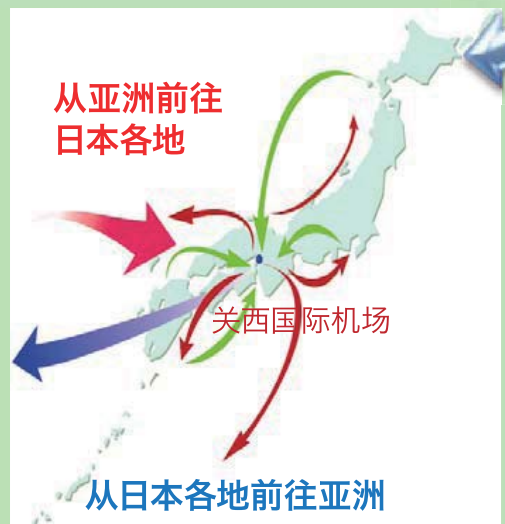 从亚洲前往
日本各地
关西国际机场
从日本各地前往亚洲